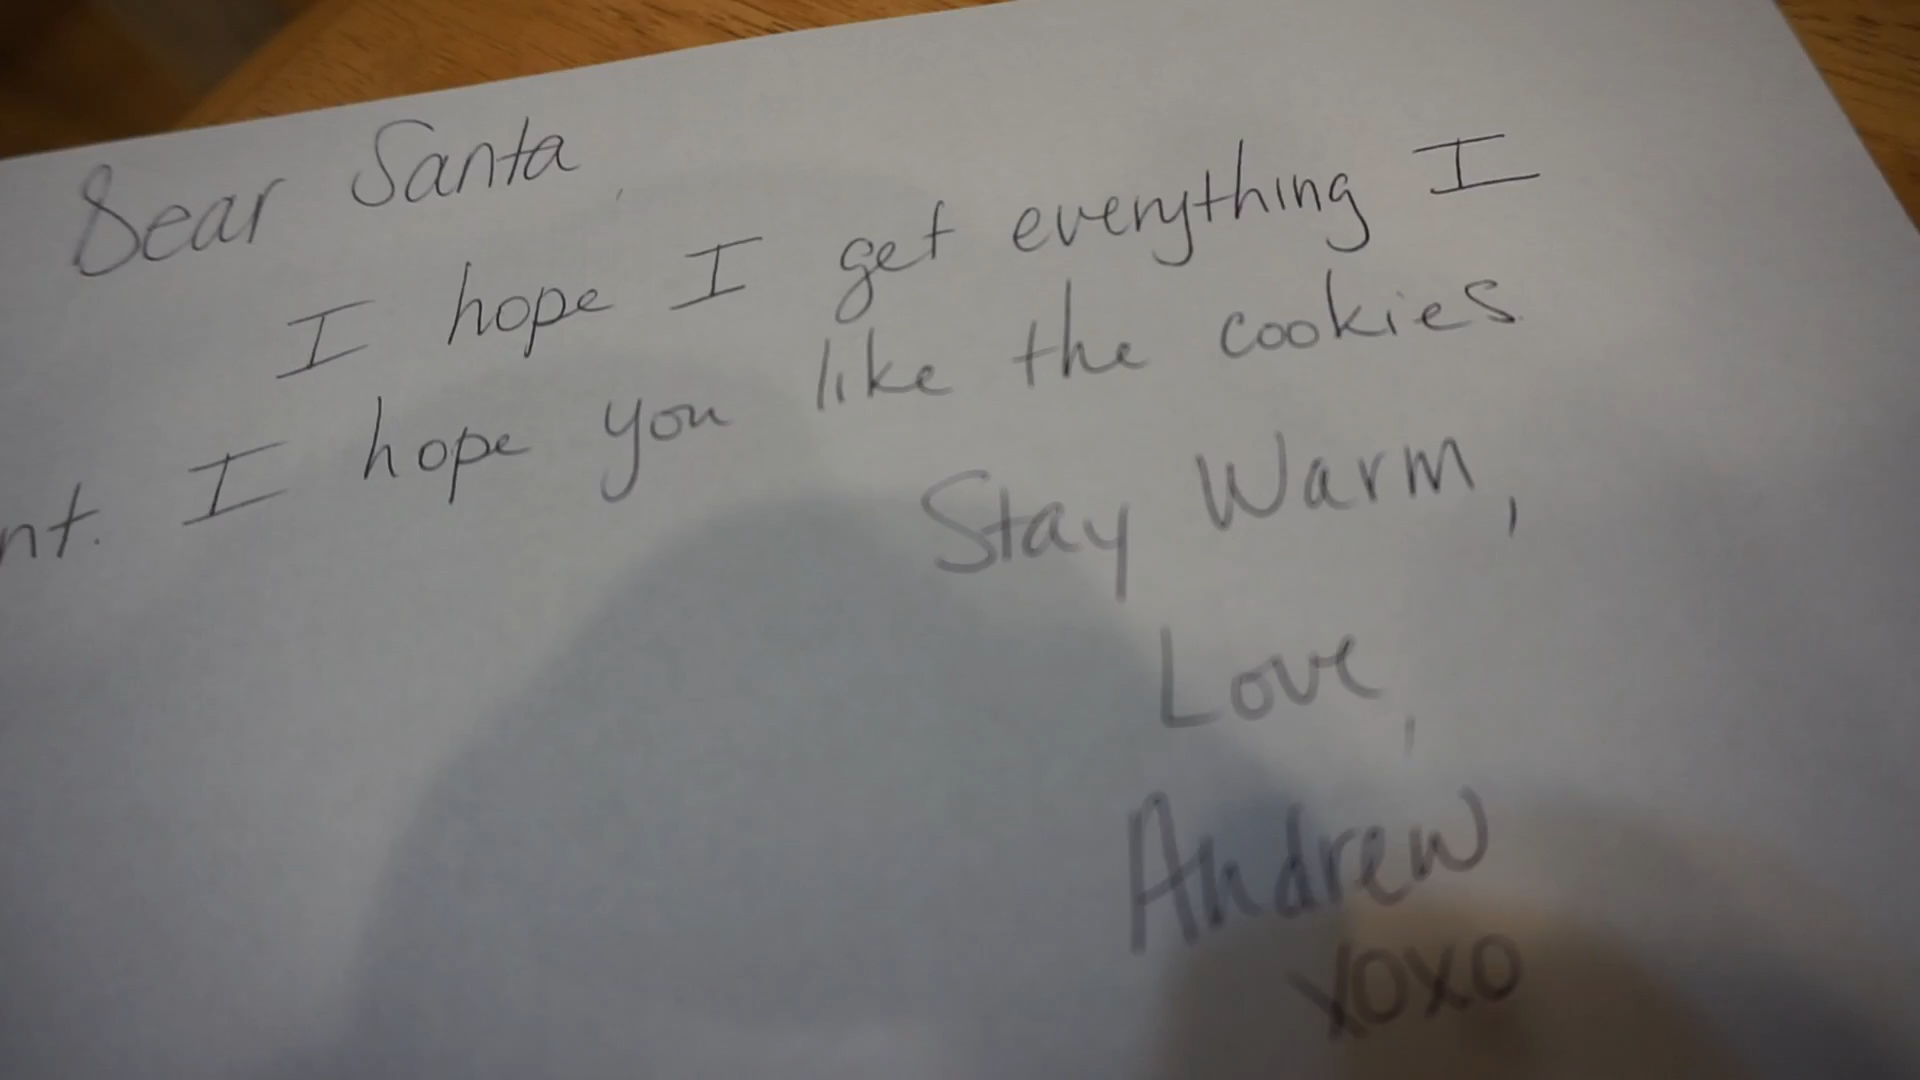 Dear Santa,
I hope I get everything I
nt. I hope you like the cookies.
Stay Warm,
Love,
Andrew
XOXO